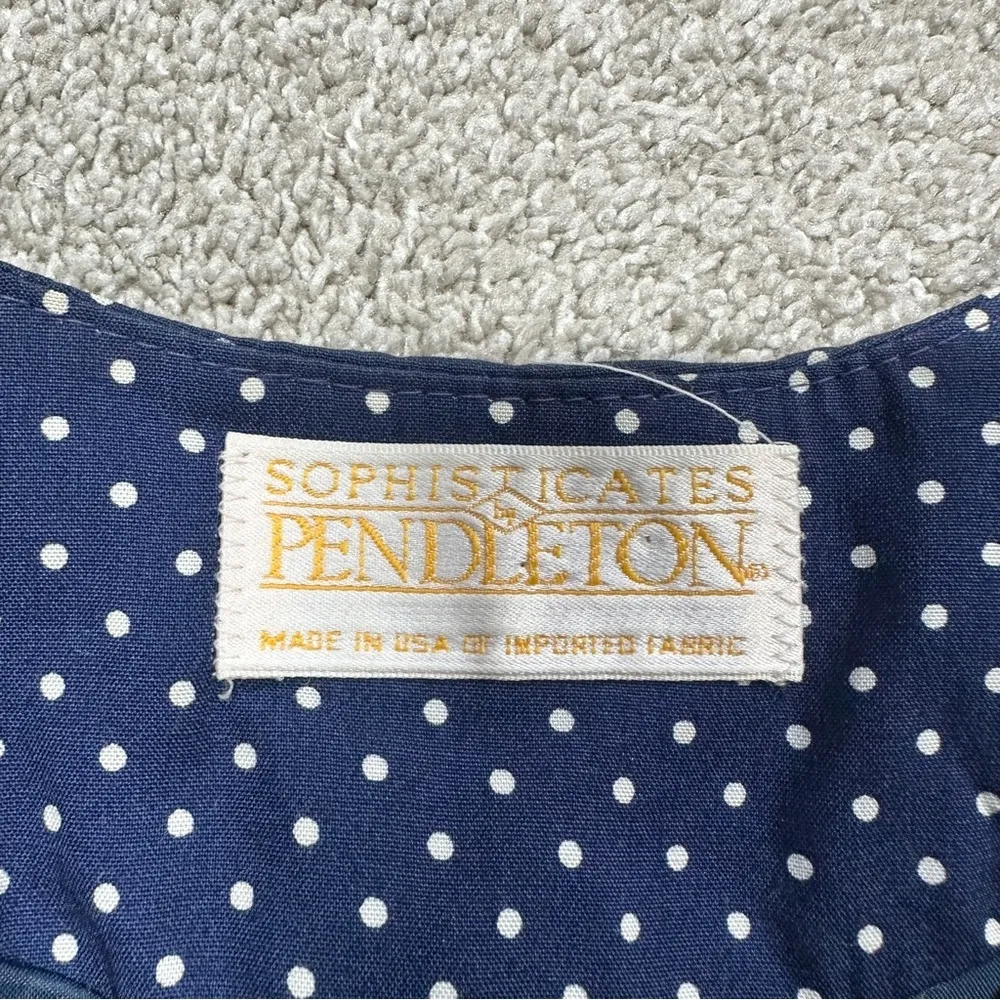 SOPHISTICATES
by
PENDLETON®
MADE IN USA OF IMPORTED FABRIC